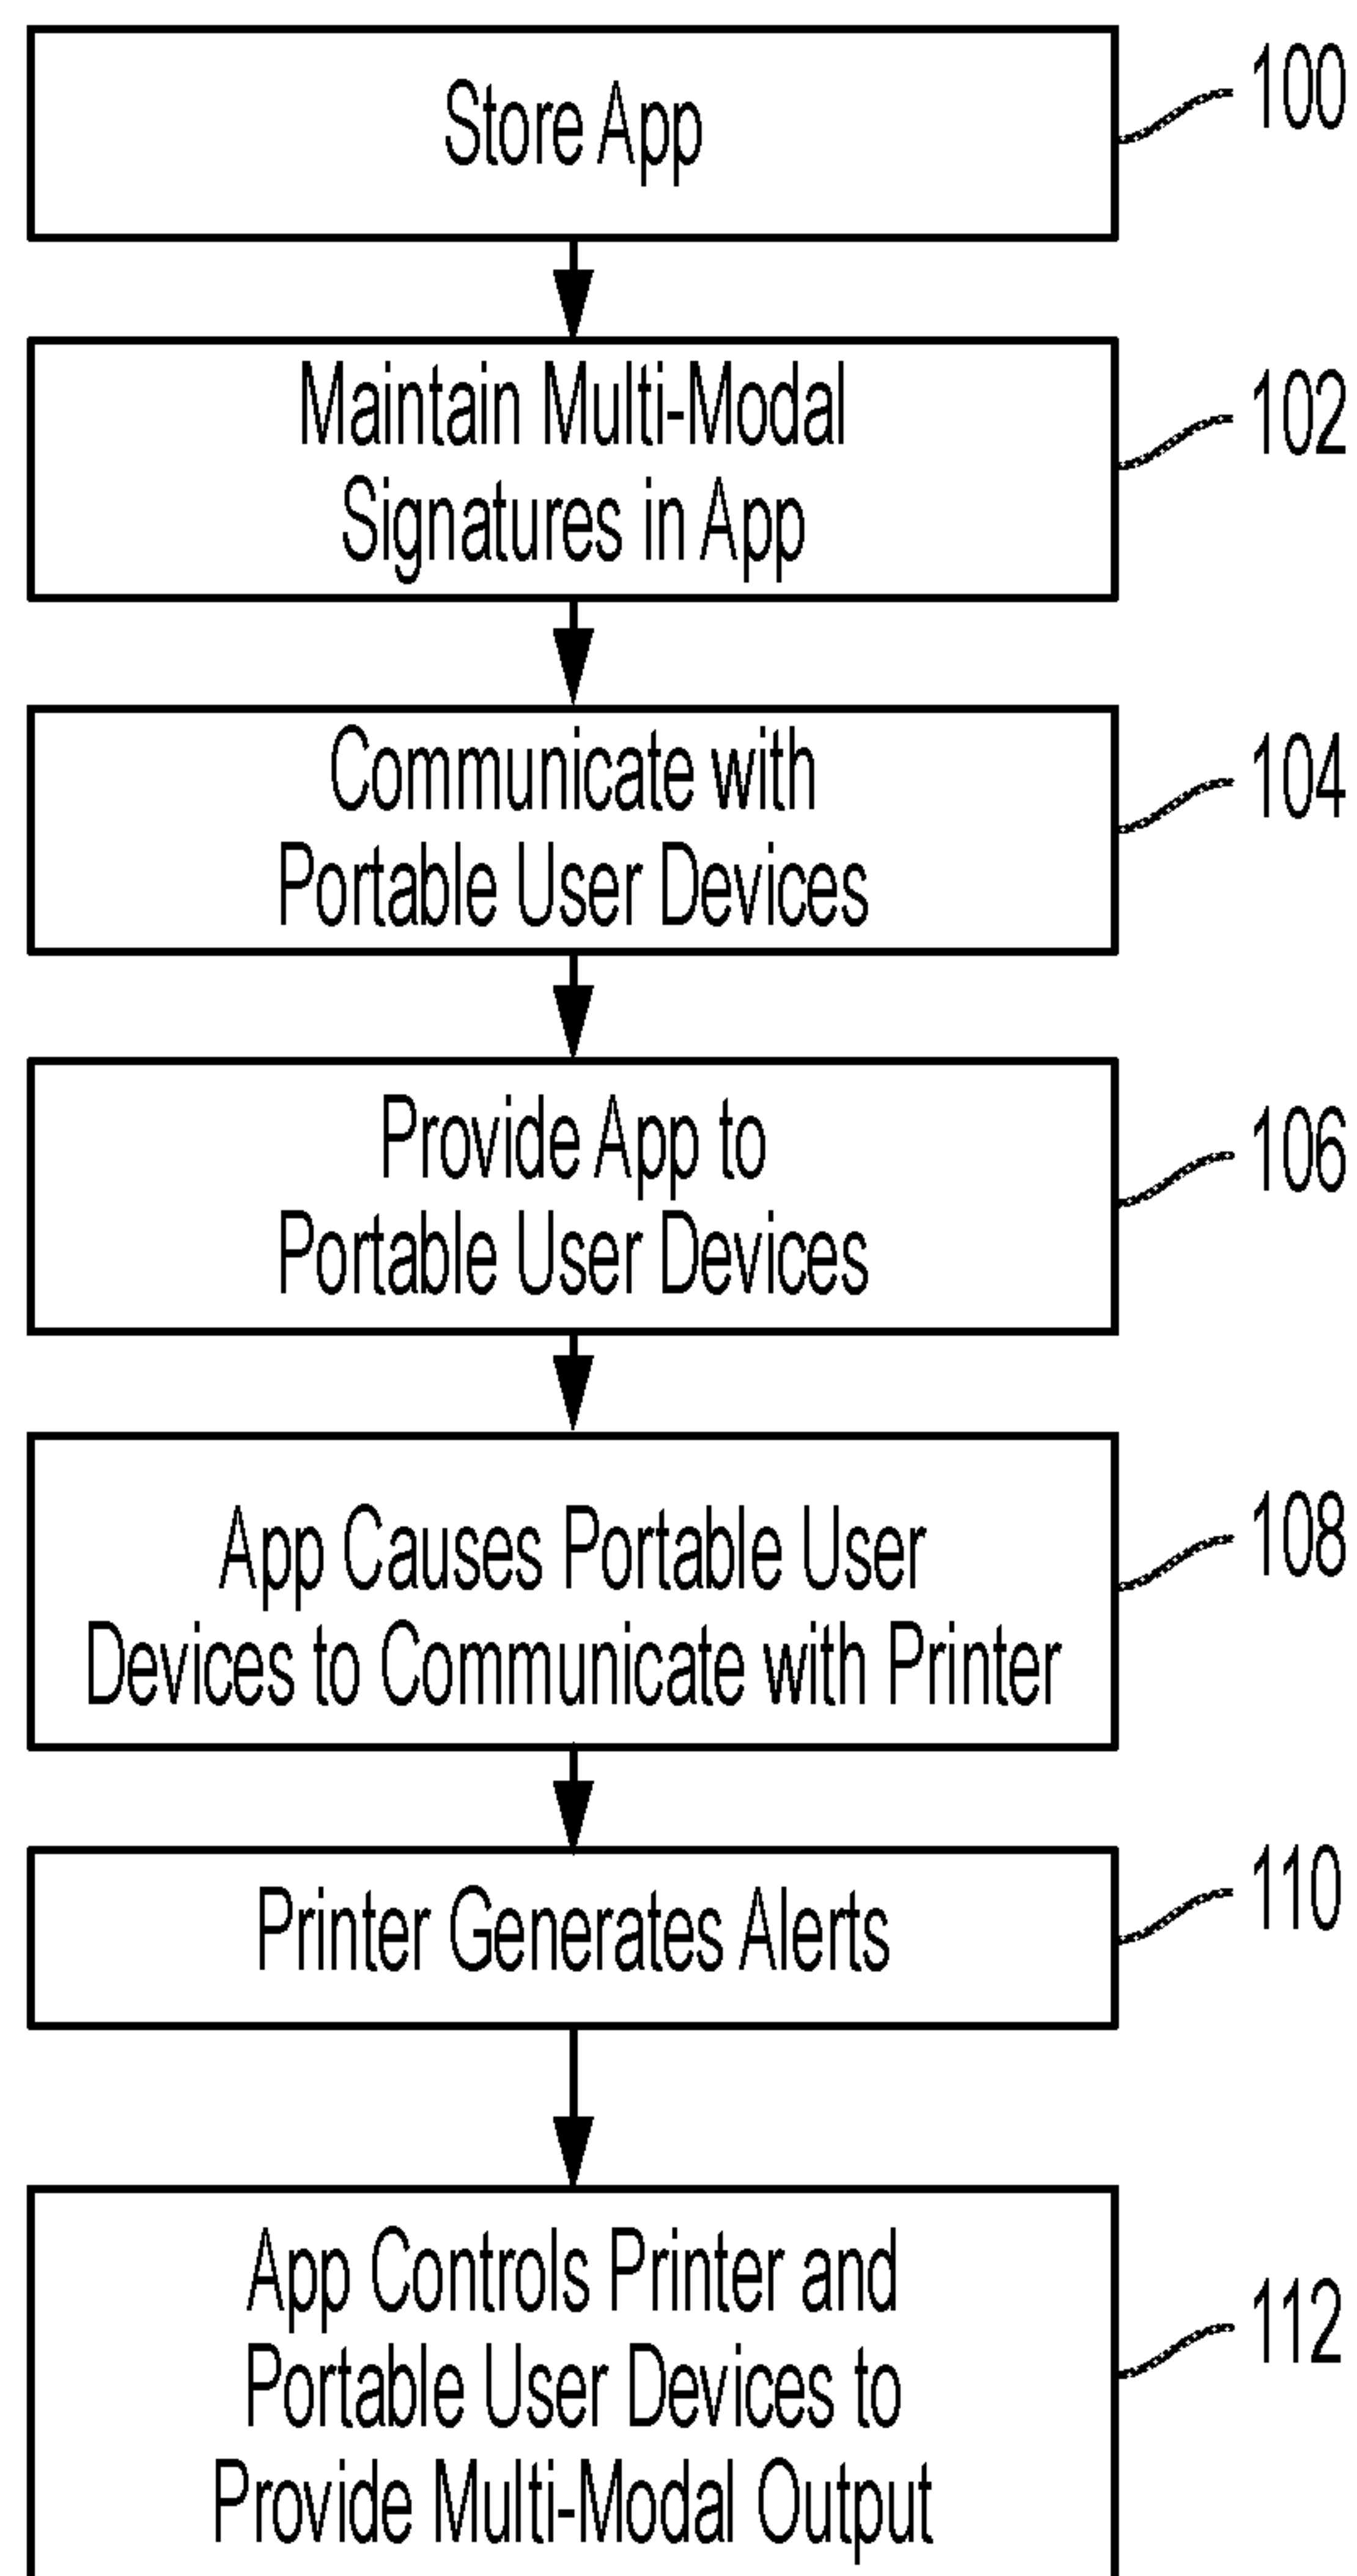 Store App
100
Maintain Multi-Modal
Signatures in App
102
Communicate with
Portable User Devices
104
Provide App to
Portable User Devices
106
App Causes Portable User
Devices to Communicate with Printer
108
Printer Generates Alerts
110
App Controls Printer and
Portable User Devices to
Provide Multi-Modal Output
112